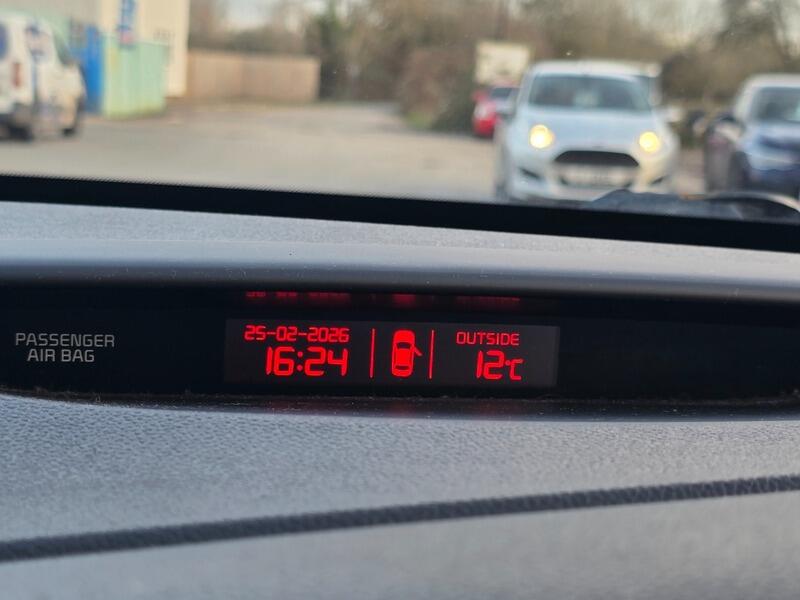 PASSENGER
AIR BAG
25-02-2026
16:24
OUTSIDE
12°C